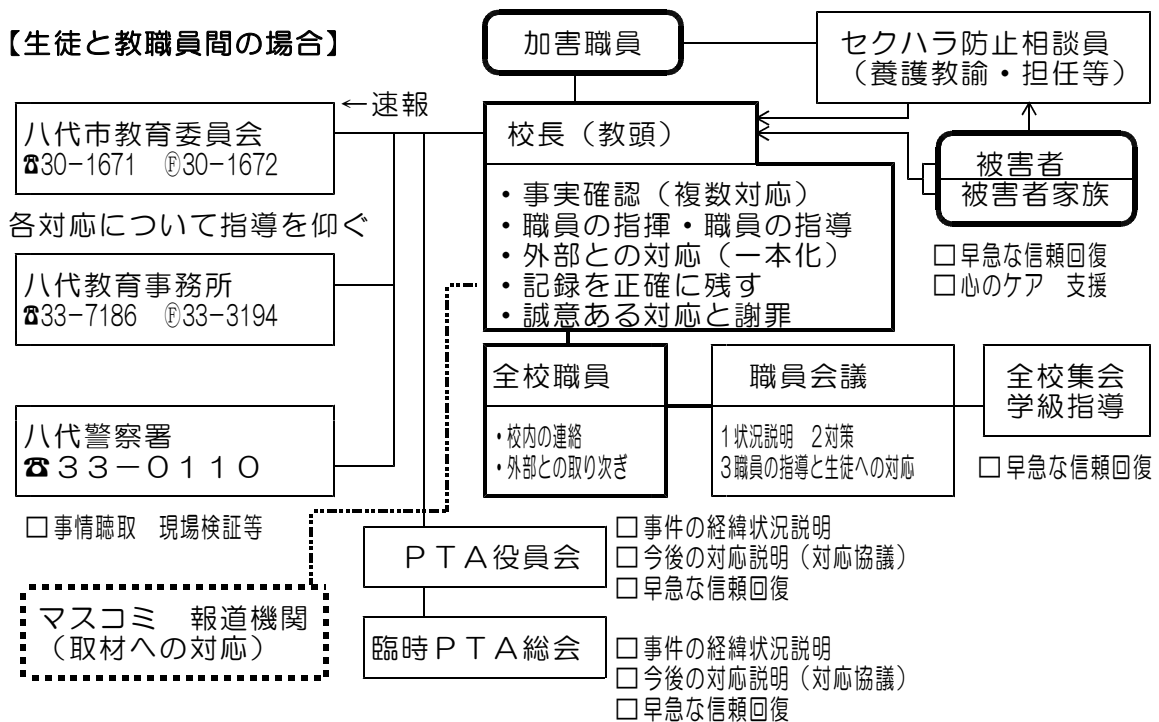 【生徒と教職員間の場合】
加害職員
セクハラ防止相談員
（養護教諭・担任等）
←速報
八代市教育委員会
☎30-1671　Ⓕ30-1672
校長（教頭）
・事実確認（複数対応）
・職員の指揮・職員の指導
・外部との対応（一本化）
・記録を正確に残す
・誠意ある対応と謝罪
被害者
被害者家族
□早急な信頼回復
□心のケア　支援
各対応について指導を仰ぐ
八代教育事務所
☎33-7186　Ⓕ33-3194
八代警察署
☎３３－０１１０
□事情聴取　現場検証等
全校職員
・校内の連絡
・外部との取り次ぎ
職員会議
１状況説明　２対策
３職員の指導と生徒への対応
全校集会
学級指導
□早急な信頼回復
ＰＴＡ役員会
□事件の経緯状況説明
□今後の対応説明（対応協議）
□早急な信頼回復
マスコミ　報道機関
（取材への対応）
臨時ＰＴＡ総会
□事件の経緯状況説明
□今後の対応説明（対応協議）
□早急な信頼回復